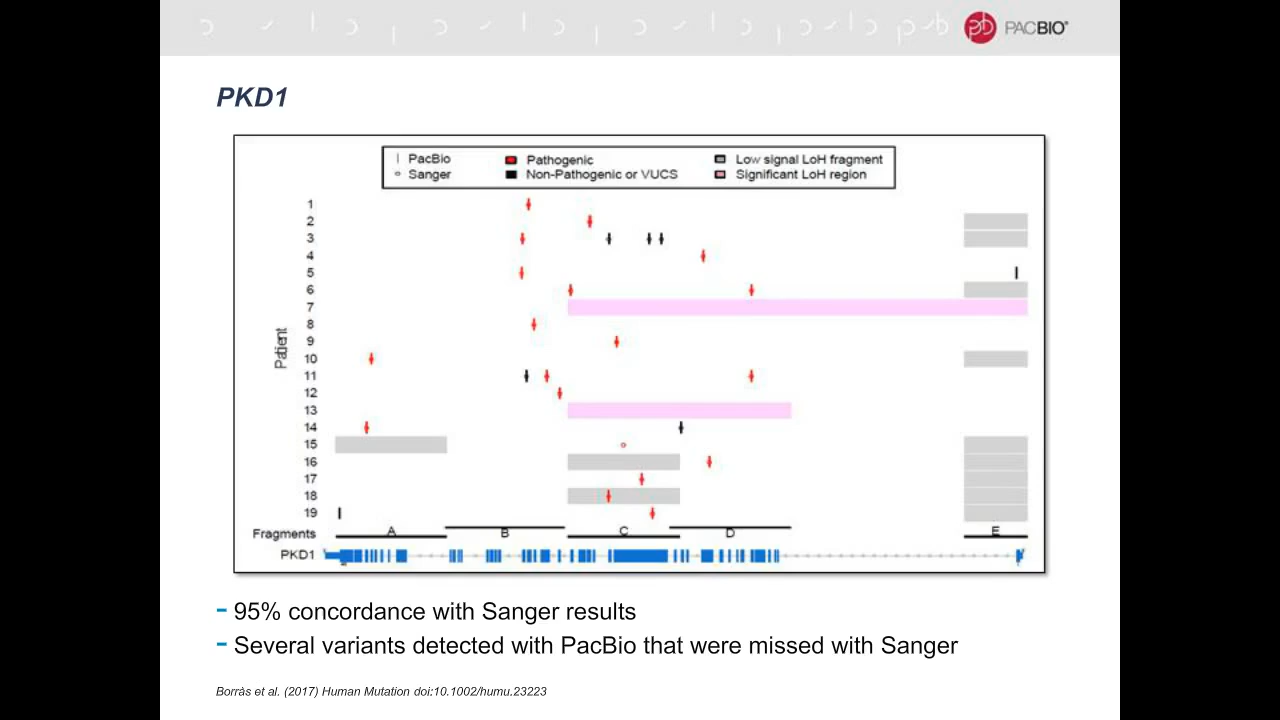 PACBIO®
PKD1
PacBio
Pathogenic
Low signal LoH fragment
Sanger
Non-Pathogenic or VUCS
Significant LoH region
Patient
1
2
3
4
5
6
7
8
9
10
11
12
13
14
15
16
17
18
19
Fragments A B C D E
PKD1
95% concordance with Sanger results
Several variants detected with PacBio that were missed with Sanger
Borràs et al. (2017) Human Mutation doi:10.1002/humu.23223